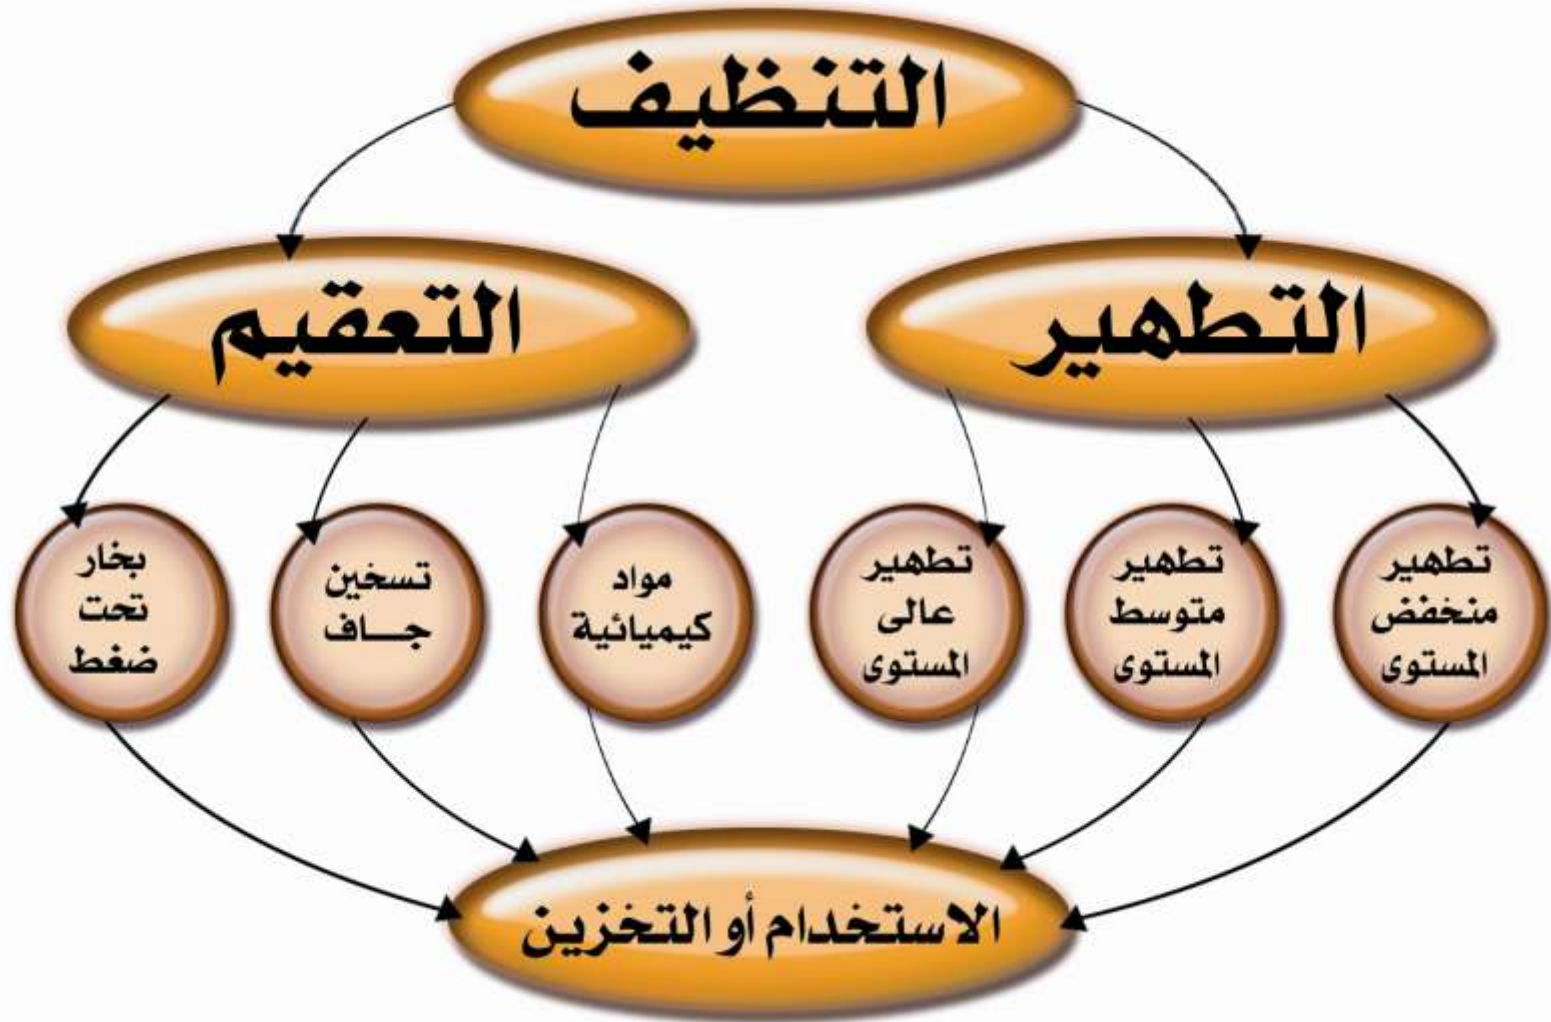 التنظيف
التطهير
التعقيم
تطهير
منخفض
المستوى
تطهير
متوسط
المستوى
تطهير
عالى
المستوى
مواد
كيميائية
تسخين
جـــاف
بخار
تحت
ضغط
الاستخدام أو التخزين